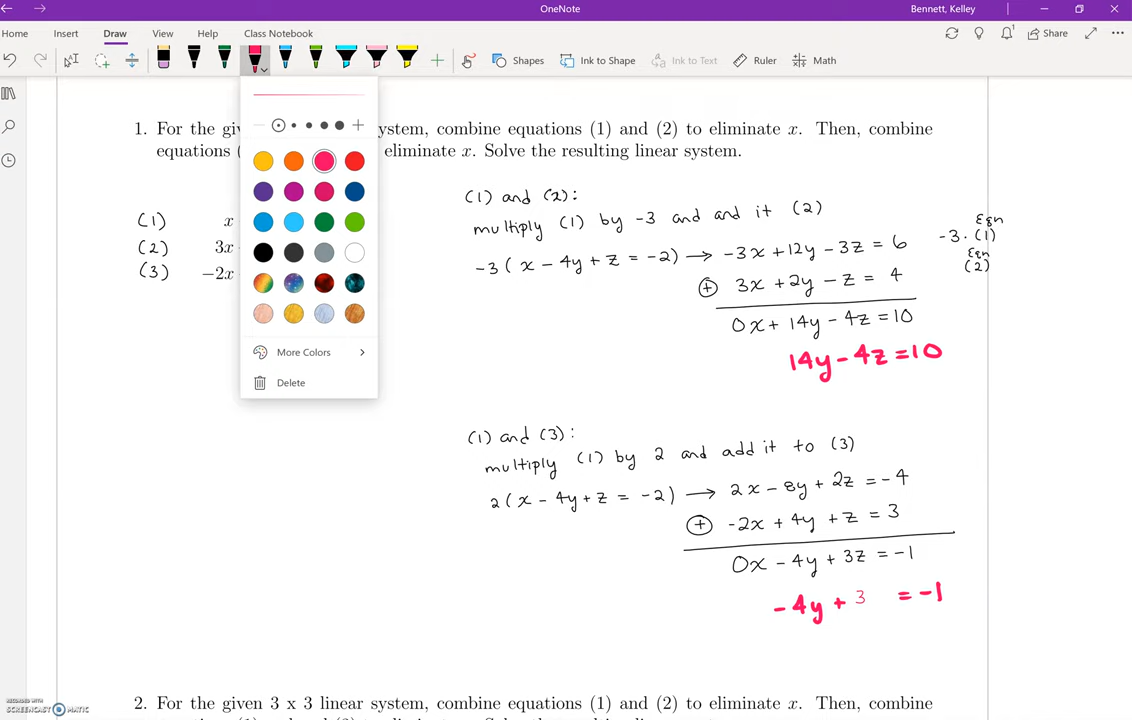 OneNote
Bennett, Kelley
Home Insert Draw View Help Class Notebook
Share
Shapes Ink to Shape Ink to Text Ruler Math
1. For the gi ystem, combine equations (1) and (2) to eliminate x. Then, combine
equations ( eliminate x. Solve the resulting linear system.
(1) x
(2) 3x
(3) −2x
More Colors
Delete
(1) and (2):
multiply (1) by -3 and and it (2)
-3( x - 4y + z = -2) → -3x + 12y - 3z = 6
+ 3x + 2y - z = 4
0x + 14y - 4z = 10
14y - 4z = 10
Eqn
-3·(1)
Eqn
(2)
(1) and (3):
multiply (1) by 2 and add it to (3)
2( x - 4y + z = -2) → 2x - 8y + 2z = -4
+ -2x + 4y + z = 3
0x - 4y + 3z = -1
-4y + 3 = -1
RECORDED WITH
SCREENCAST MATIC
2. For the given 3 x 3 linear system, combine equations (1) and (2) to eliminate x. Then, combine